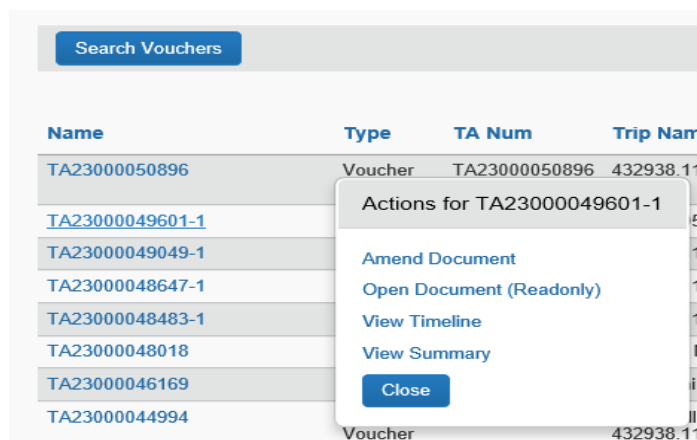 Search Vouchers
Name Type TA Num Trip Nam
TA23000050896 Voucher TA23000050896 432938.11
Actions for TA23000049601-1
TA23000049601-1
TA23000049049-1
Amend Document
TA23000048647-1
Open Document (Readonly)
TA23000048483-1
View Timeline
TA23000048018
View Summary
TA23000046169
Close
TA23000044994
Voucher 432938.11